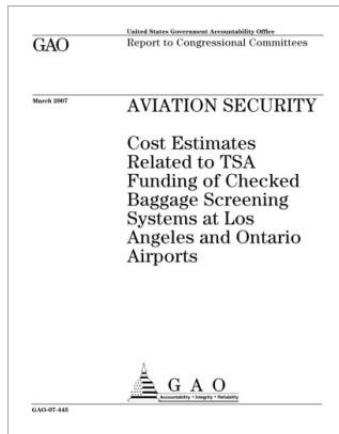 United States Government Accountability Office
GAO
Report to Congressional Committees
March 2007
AVIATION SECURITY
Cost Estimates
Related to TSA
Funding of Checked
Baggage Screening
Systems at Los
Angeles and Ontario
Airports
GAO
Accountability * Integrity * Reliability
GAO-07-445